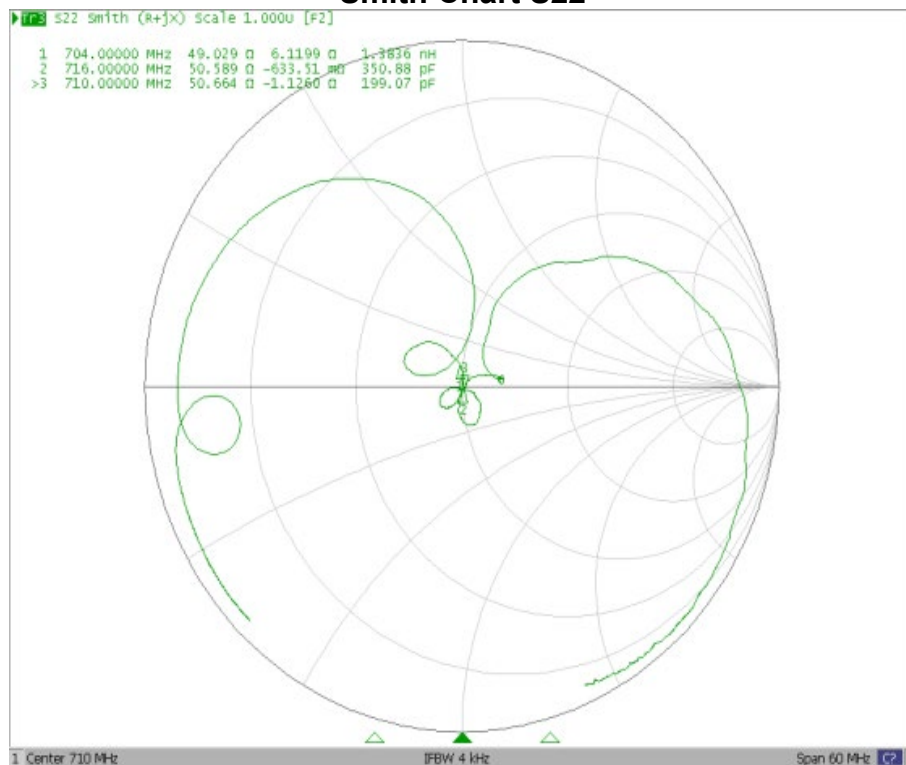 Smith Chart S22
Tr3 S22 Smith (R+jX) Scale 1.000U [F2]
1 704.00000 MHz 49.029 Ω 6.1199 Ω 1.3836 nH
2 716.00000 MHz 50.589 Ω -633.51 mΩ 350.88 pF
>3 710.00000 MHz 50.664 Ω -1.1260 Ω 199.07 pF
1 Center 710 MHz IFBW 4 kHz Span 60 MHz C?